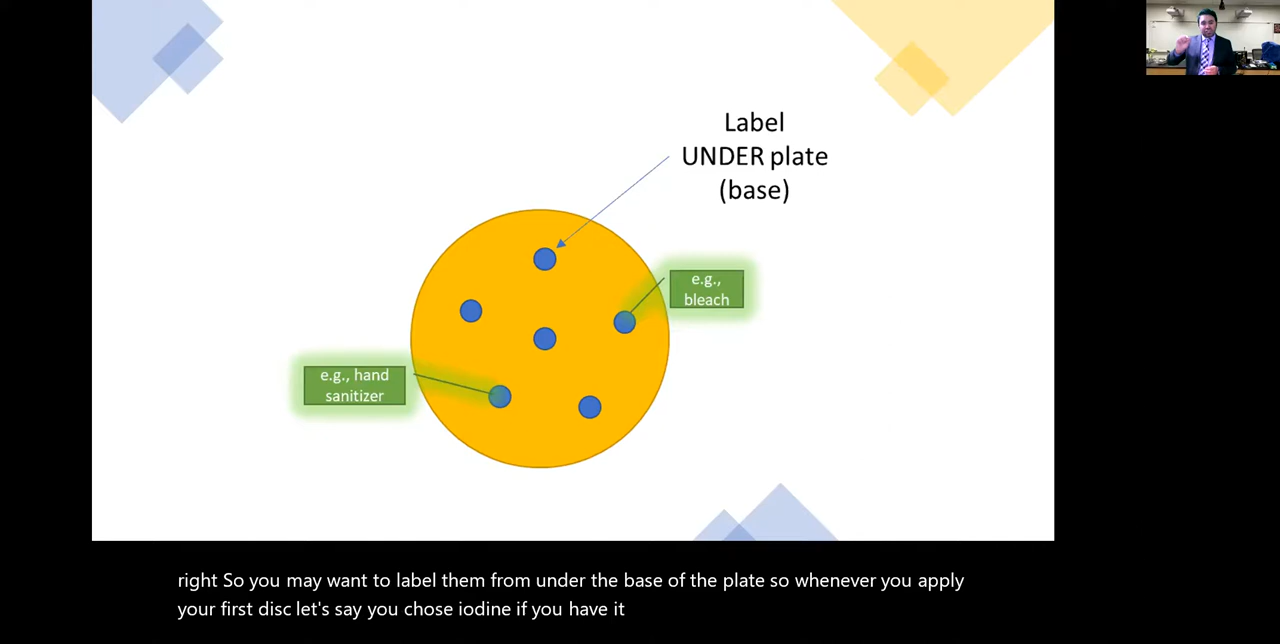 Label
UNDER plate
(base)
e.g.,
bleach
e.g., hand
sanitizer
right So you may want to label them from under the base of the plate so whenever you apply
your first disc let's say you chose iodine if you have it